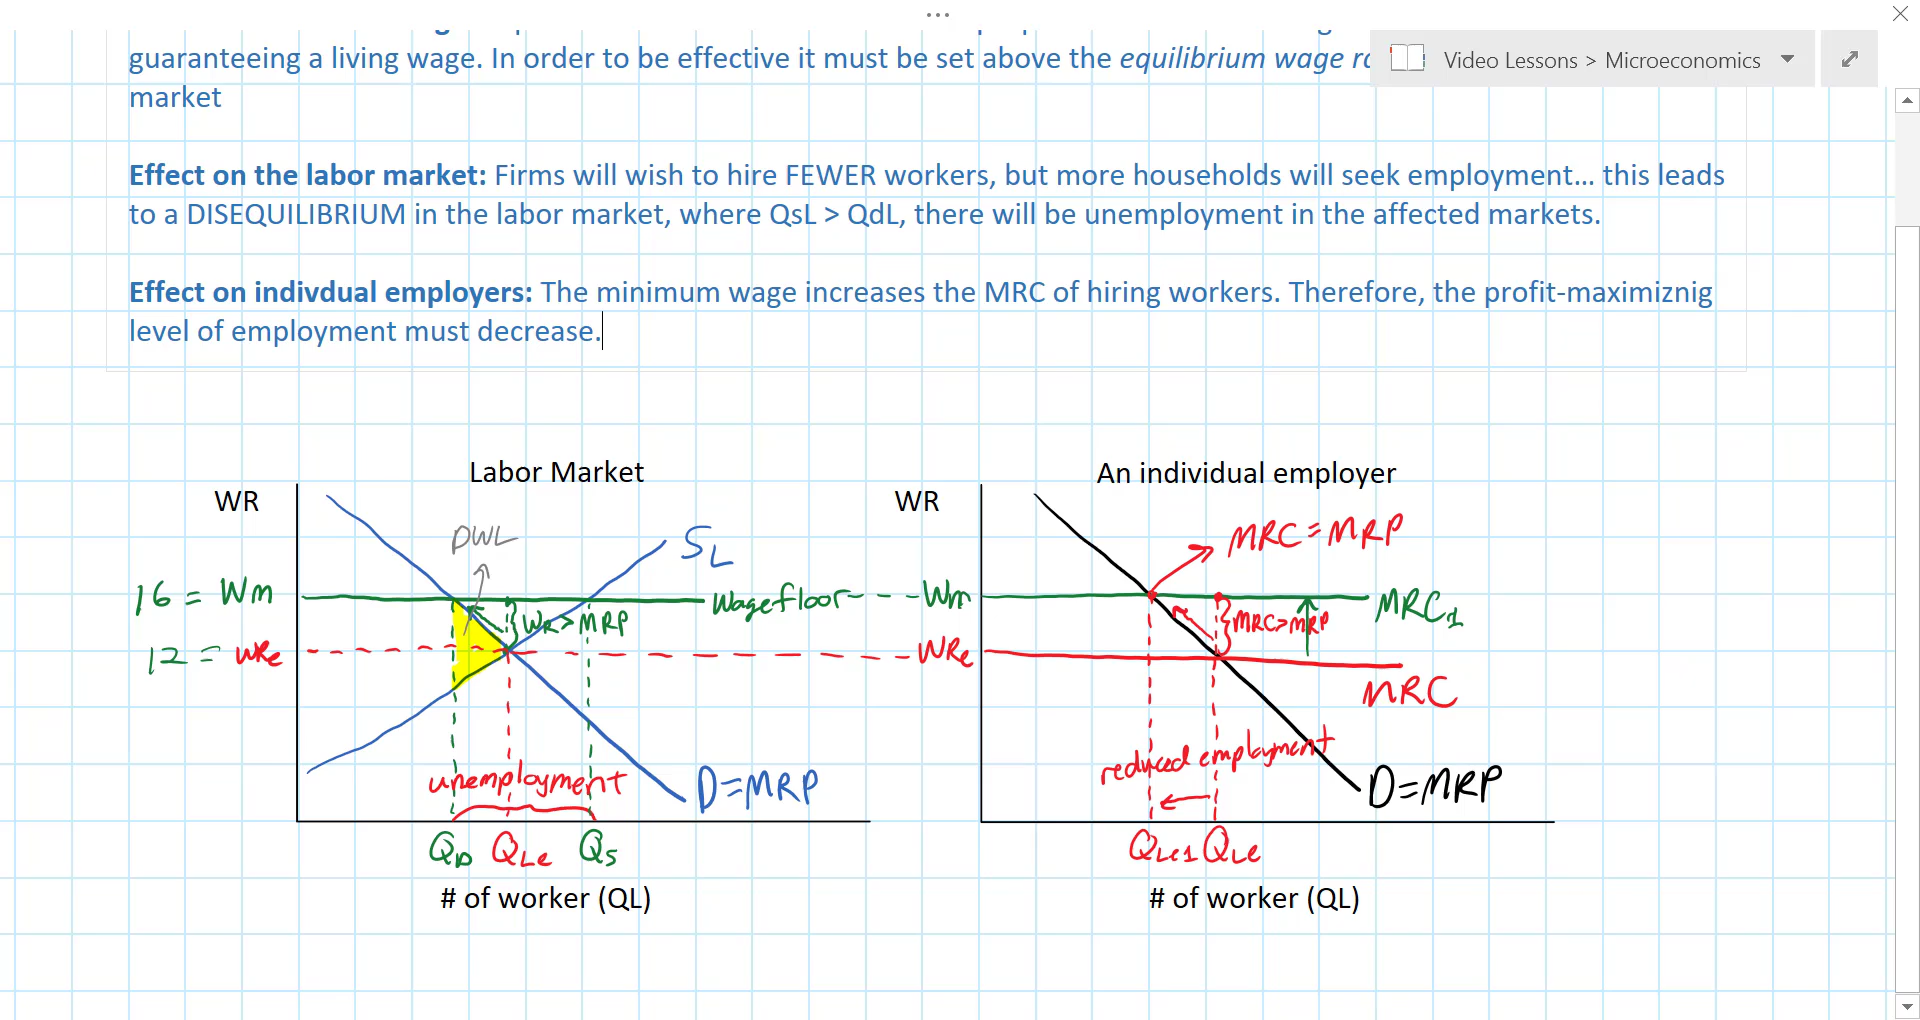 guaranteeing a living wage. In order to be effective it must be set above the equilibrium wage
Video Lessons > Microeconomics
market
Effect on the labor market: Firms will wish to hire FEWER workers, but more households will seek employment... this leads
to a DISEQUILIBRIUM in the labor market, where QsL > QdL, there will be unemployment in the affected markets.
Effect on indivdual employers: The minimum wage increases the MRC of hiring workers. Therefore, the profit-maximiznig
level of employment must decrease.
Labor Market
WR
DWL
SL
16 = Wm
Wage floor
WR > MRP
12 = WRe
unemployment
D=MRP
QD QLe QS
# of worker (QL)
An individual employer
WR
MRC = MRP
Wm
MRC1
MRC>MRP
WRe
MRC
reduced employment
D=MRP
QLe1 QLe
# of worker (QL)